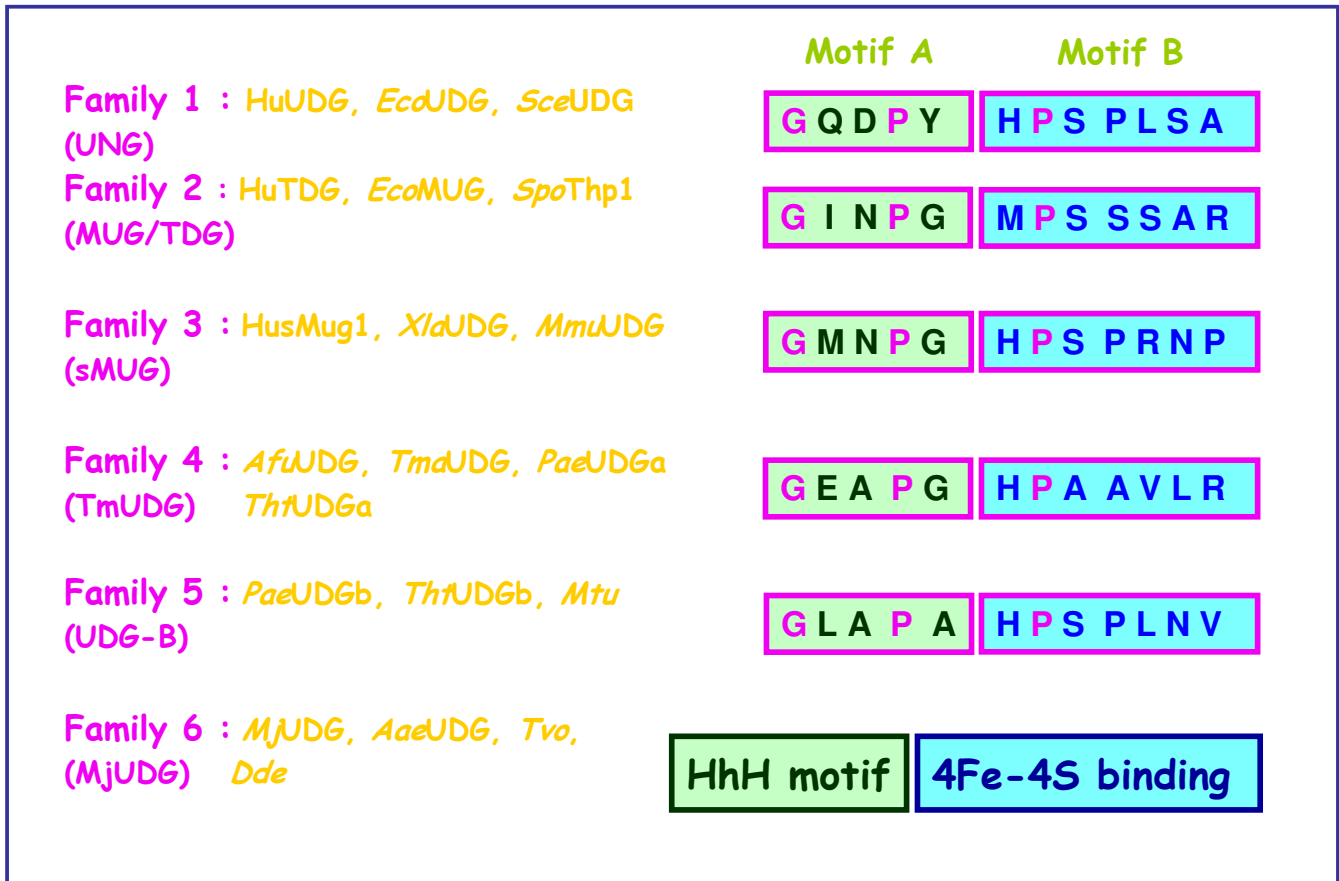 Motif A Motif B
Family 1 : HuUDG, EcoUDG, SceUDG
(UNG)
G Q D P Y H P S P L S A
Family 2 : HuTDG, EcoMUG, SpoThp1
(MUG/TDG)
G I N P G M P S S S A R
Family 3 : HusMug1, XlaUDG, MmuUDG
(sMUG)
G M N P G H P S P R N P
Family 4 : AfuUDG, TmaUDG, PaeUDGa
(TmUDG) ThtUDGa
G E A P G H P A A V L R
Family 5 : PaeUDGb, ThtUDGb, Mtu
(UDG-B)
G L A P A H P S P L N V
Family 6 : MjUDG, AaeUDG, Tvo,
(MjUDG) Dde
HhH motif 4Fe-4S binding